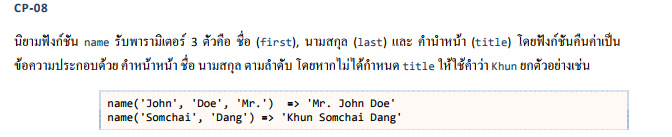 CP-08
นิยามฟังก์ชัน name รับพารามิเตอร์ 3 ตัวคือ ชื่อ (first), นามสกุล (last) และ คำนำหน้า (title) โดยฟังก์ชันคืนค่าเป็น
ข้อความประกอบด้วย คำหน้าหน้า ชื่อ นามสกุล ตามลำดับ โดยหากไม่ได้กำหนด title ให้ใช้คำว่า Khun ยกตัวอย่างเช่น
name('John', 'Doe', 'Mr.') => 'Mr. John Doe'
name('Somchai', 'Dang') => 'Khun Somchai Dang'